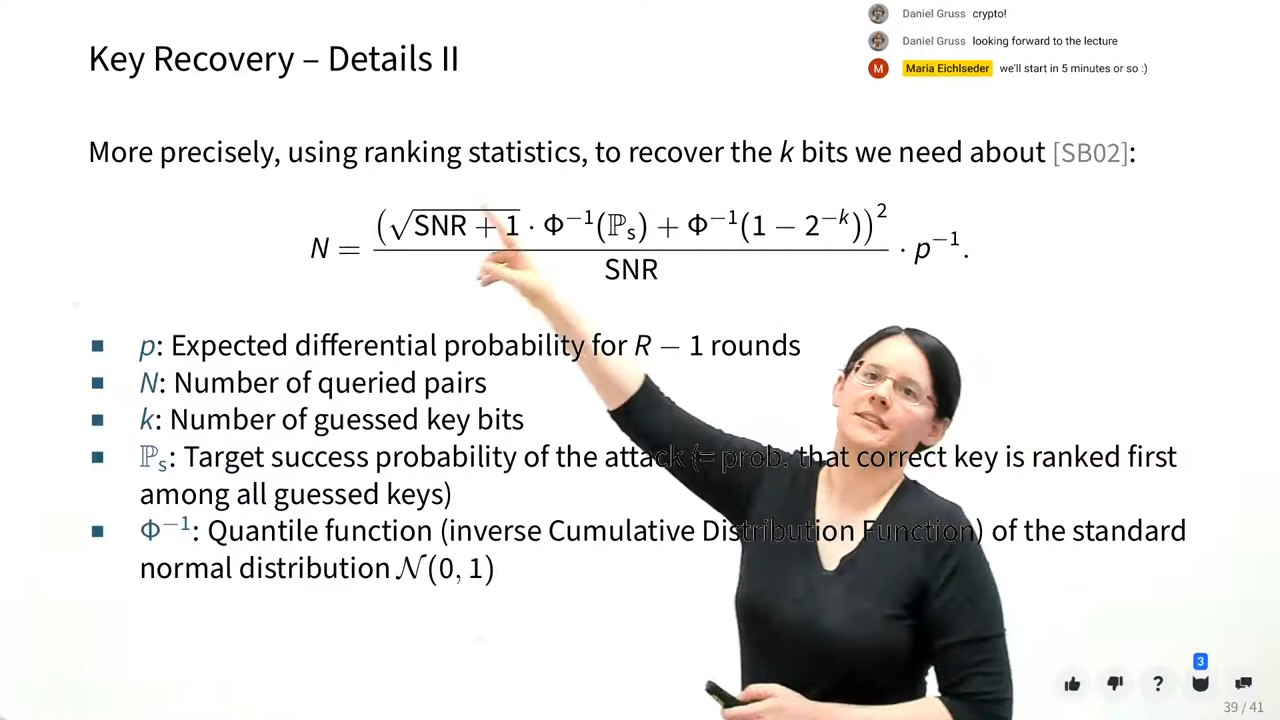 Daniel Gruss crypto!
Daniel Gruss looking forward to the lecture
M Maria Eichlseder we'll start in 5 minutes or so :)
Key Recovery – Details II
More precisely, using ranking statistics, to recover the k bits we need about [SB02]:
N = (√(SNR + 1) · Φ⁻¹(ℙₛ) + Φ⁻¹(1 − 2⁻ᵏ))² / SNR · p⁻¹.
p: Expected differential probability for R − 1 rounds
N: Number of queried pairs
k: Number of guessed key bits
ℙₛ: Target success probability of the attack (= prob. that correct key is ranked first
among all guessed keys)
Φ⁻¹: Quantile function (inverse Cumulative Distribution Function) of the standard
normal distribution 𝒩(0, 1)
3
?
39 / 41